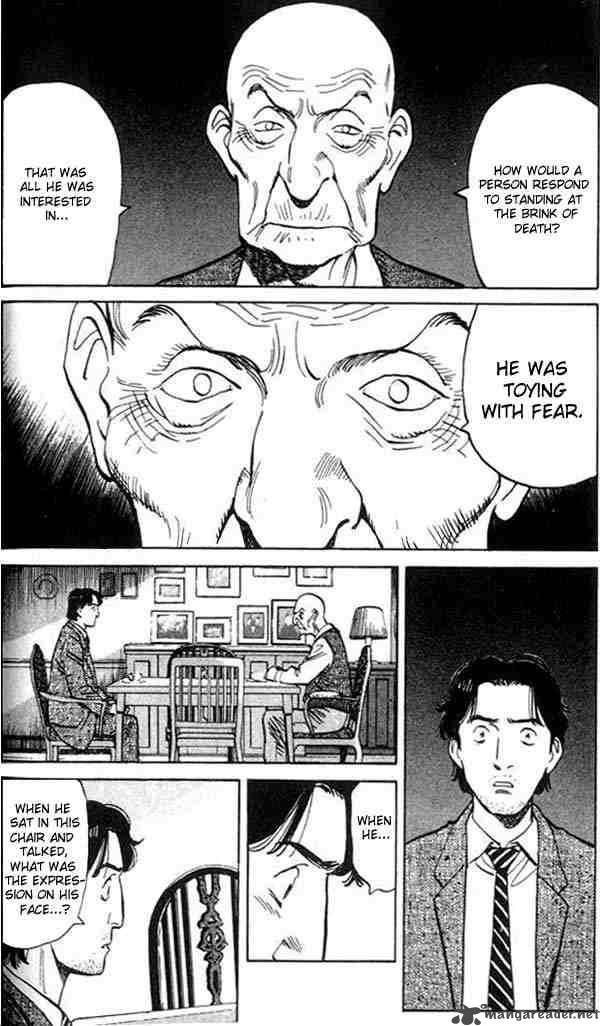 HOW WOULD A
PERSON RESPOND
TO STANDING AT
THE BRINK OF
DEATH?
THAT WAS
ALL HE WAS
INTERESTED
IN...
HE WAS
TOYING
WITH FEAR.
WHEN
HE...
WHEN HE
SAT IN THIS
CHAIR AND
TALKED,
WHAT WAS
THE EXPRES-
SION ON HIS
FACE...?
mangareader.net